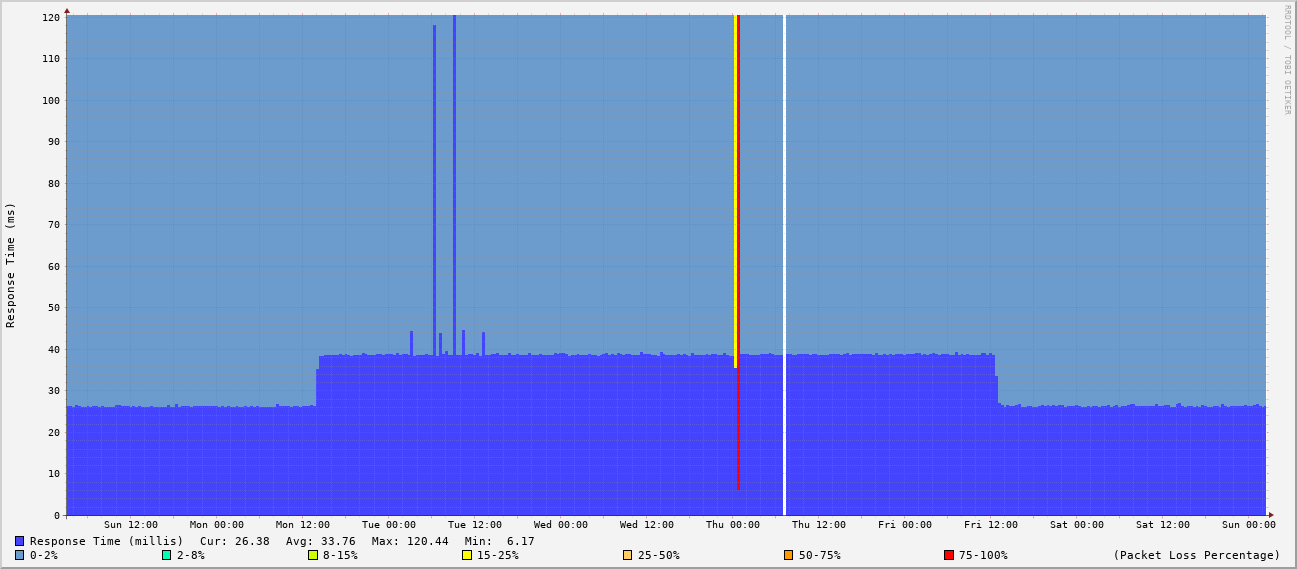 RRDTOOL / TOBI OETIKER
Response Time (ms)
120
110
100
90
80
70
60
50
40
30
20
10
0
Sun 12:00 Mon 00:00 Mon 12:00 Tue 00:00 Tue 12:00 Wed 00:00 Wed 12:00 Thu 00:00 Thu 12:00 Fri 00:00 Fri 12:00 Sat 00:00 Sat 12:00 Sun 00:00
Response Time (millis) Cur: 26.38 Avg: 33.76 Max: 120.44 Min: 6.17
0-2% 2-8% 8-15% 15-25% 25-50% 50-75% 75-100% (Packet Loss Percentage)